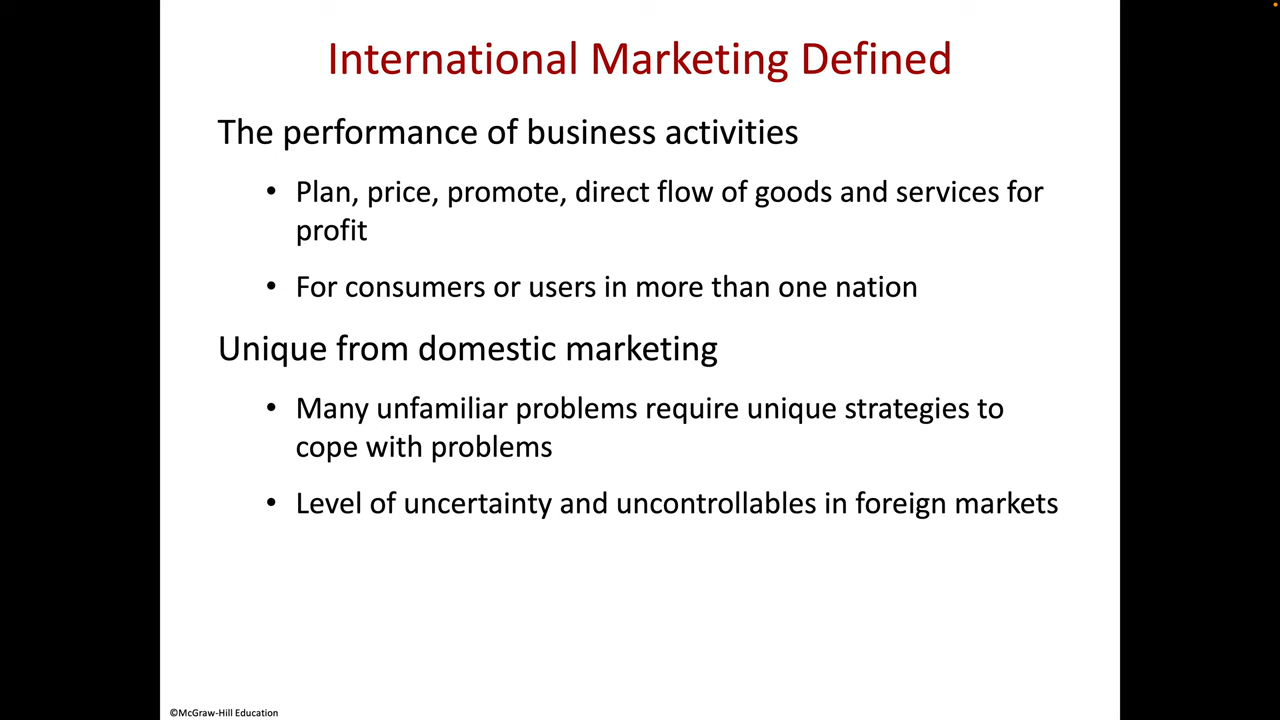 International Marketing Defined
The performance of business activities
• Plan, price, promote, direct flow of goods and services for
profit
• For consumers or users in more than one nation
Unique from domestic marketing
• Many unfamiliar problems require unique strategies to
cope with problems
• Level of uncertainty and uncontrollables in foreign markets
©McGraw-Hill Education